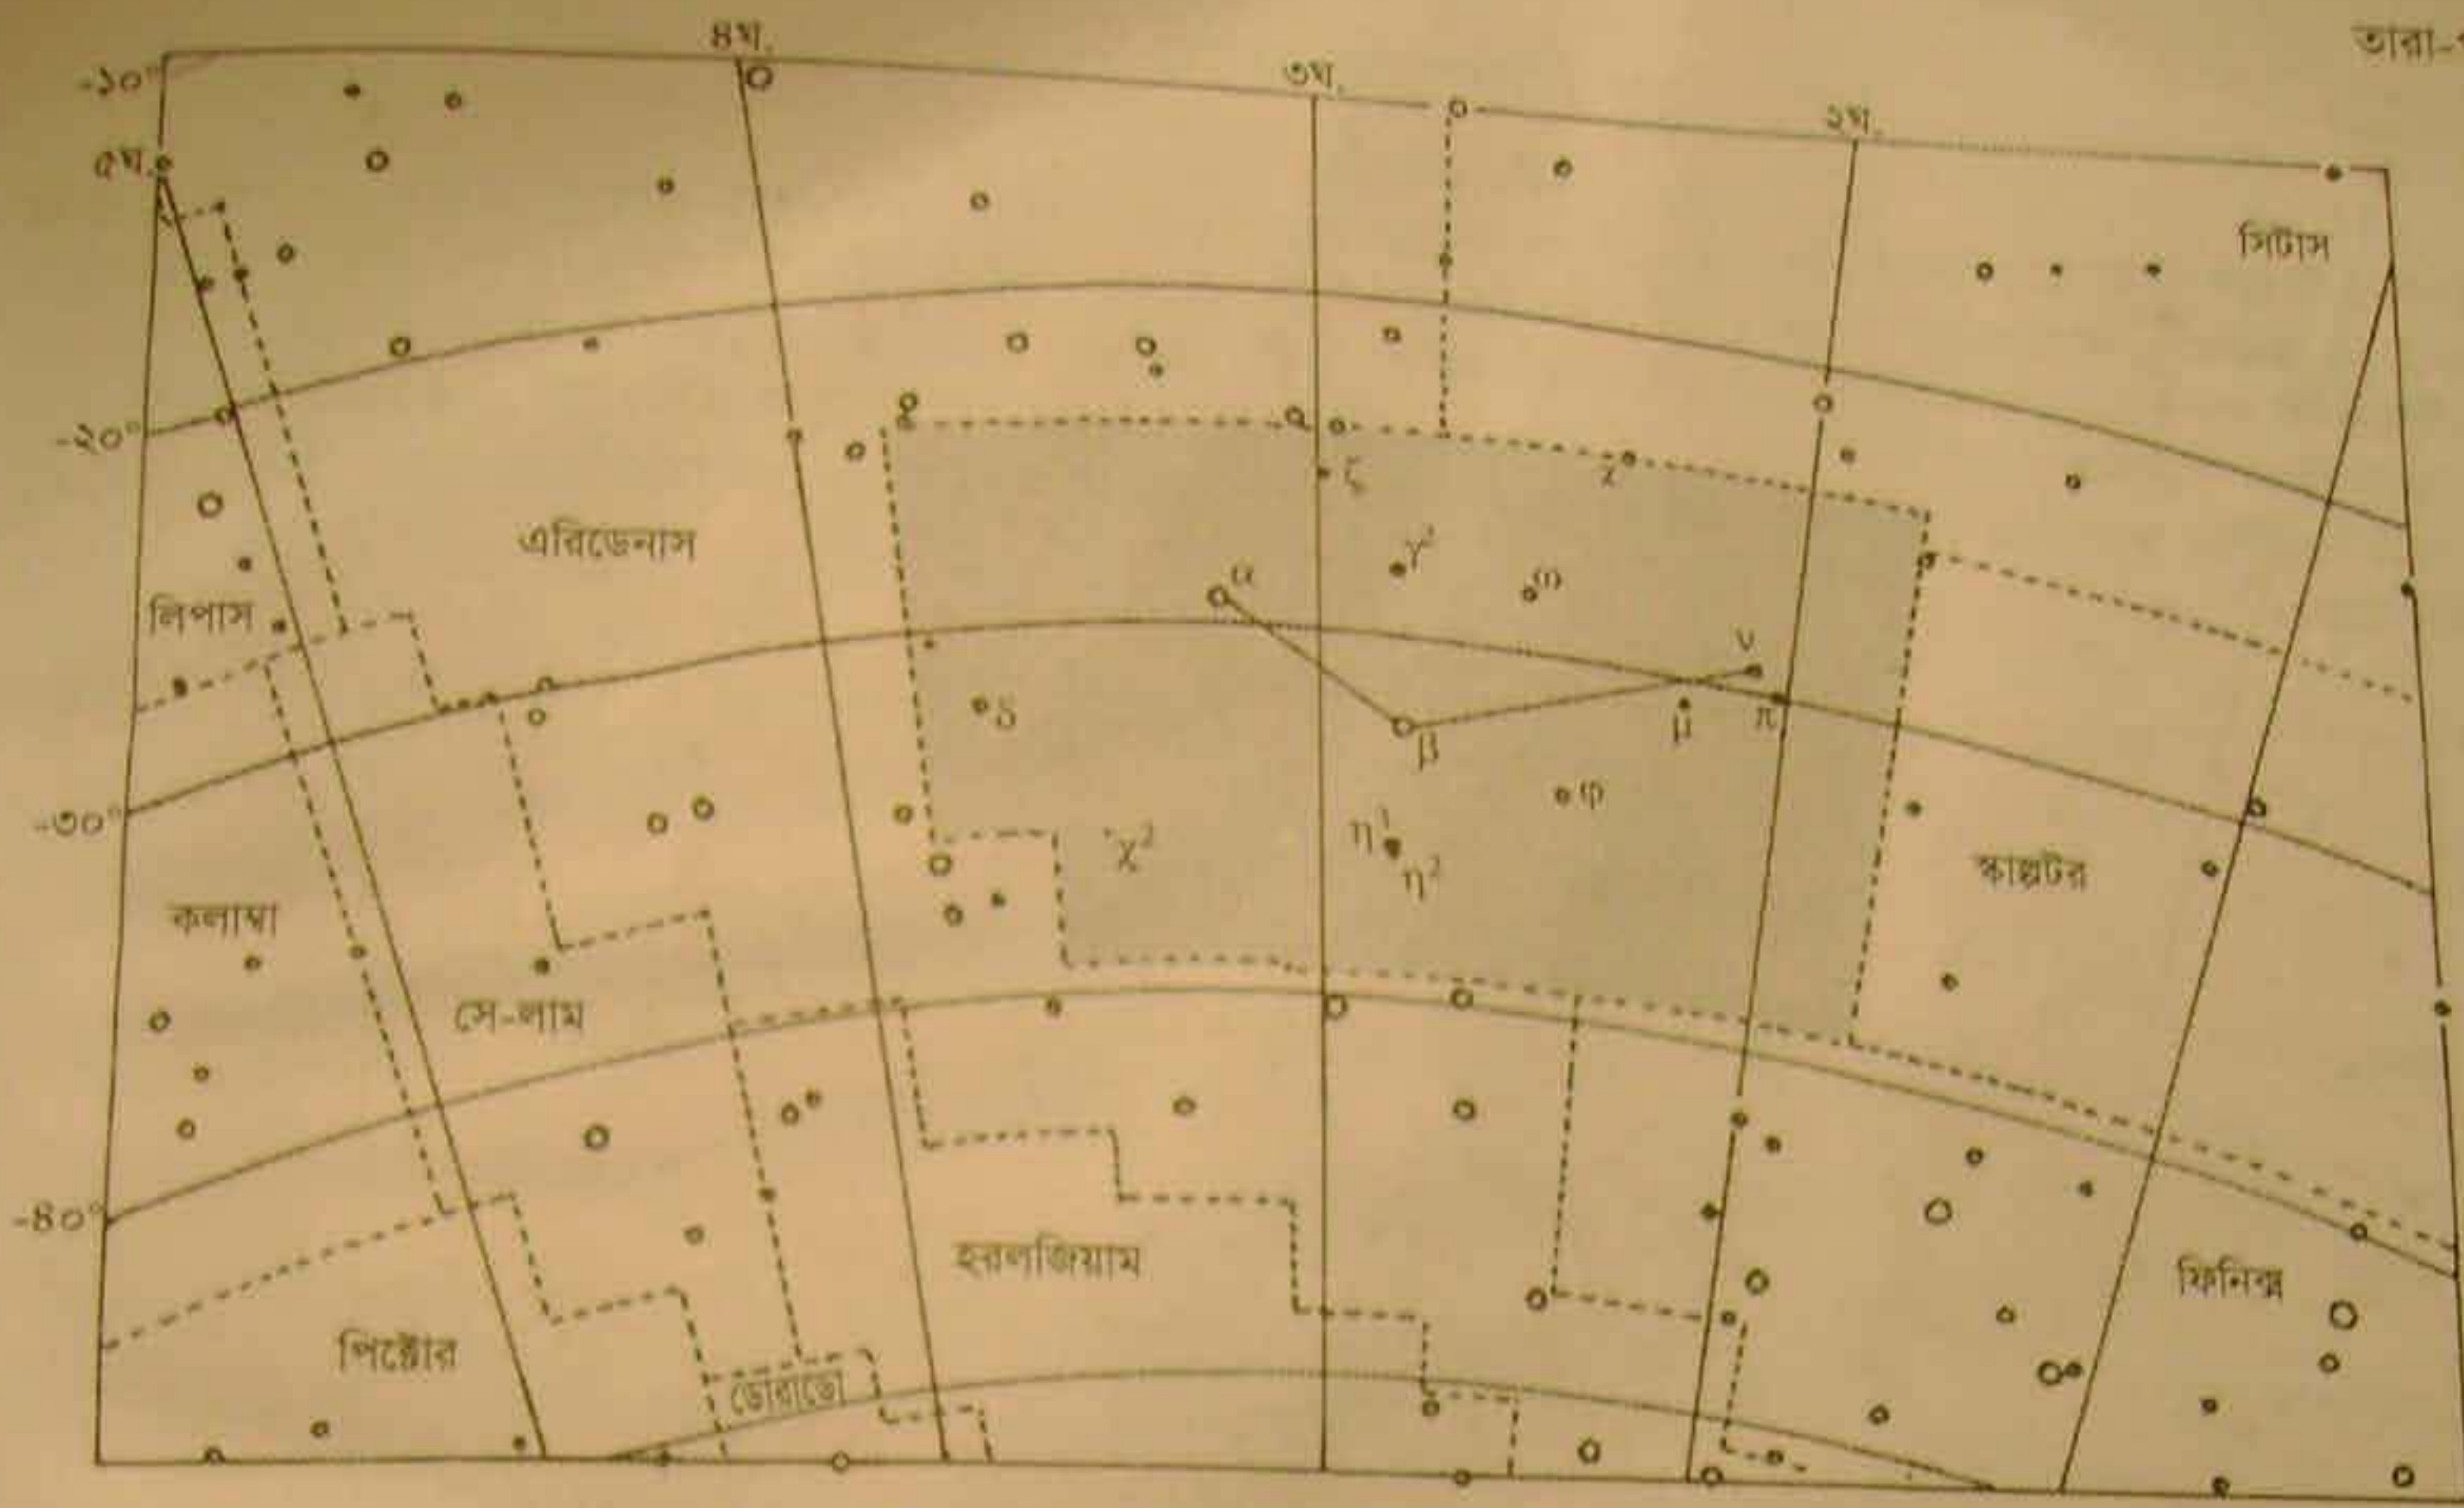 তারা-
৪ঘ.
৩ঘ.
২ঘ.
-১০°
৫ঘ.
সিটাস
-২০°
ζ
χ
এরিডেনাস
γ²
ω
α
লিপাস
ν
δ
μ
π
β
φ
-৩০°
η¹
χ²
η²
স্কাল্পটর
কলাম্বা
সে-লাম
-৪০°
হরলজিয়াম
ফিনিক্স
পিক্টোর
ডোরাডো